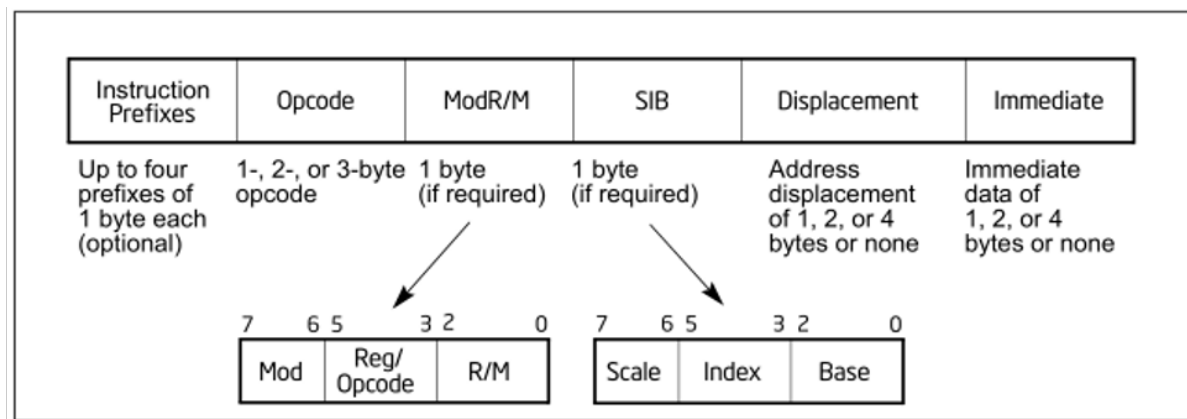 Instruction
Prefixes
Opcode
ModR/M
SIB
Displacement
Immediate
Up to four
prefixes of
1 byte each
(optional)
1-, 2-, or 3-byte
opcode
1 byte
(if required)
1 byte
(if required)
Address
displacement
of 1, 2, or 4
bytes or none
Immediate
data of
1, 2, or 4
bytes or none
7 6 5 3 2 0
Mod
Reg/
Opcode
R/M
7 6 5 3 2 0
Scale
Index
Base